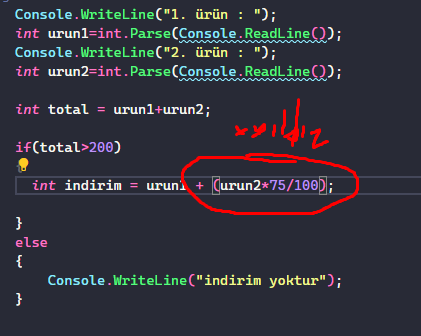 Console.WriteLine("1. ürün : ");
int urun1=int.Parse(Console.ReadLine());
Console.WriteLine("2. ürün : ");
int urun2=int.Parse(Console.ReadLine());
int total = urun1+urun2;
if(total>200)
int indirim = urun1 + (urun2*75/100);
}
else
{
Console.WriteLine("indirim yoktur");
}